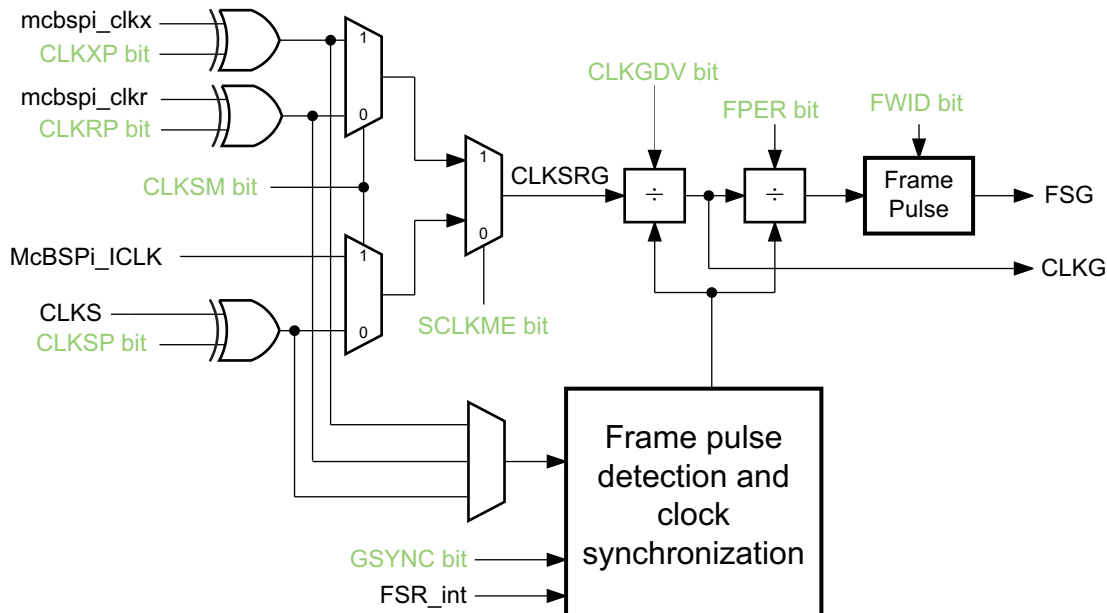 mcbspi_clkx
CLKXP bit
mcbspi_clkr
CLKRP bit
CLKSM bit
McBSPi_ICLK
CLKS
CLKSP bit
1
0
1
0
1
0
SCLKME bit
CLKSRG
CLKGDV bit
÷
FPER bit
÷
FWID bit
Frame
Pulse
FSG
CLKG
Frame pulse
detection and
clock
synchronization
GSYNC bit
FSR_int